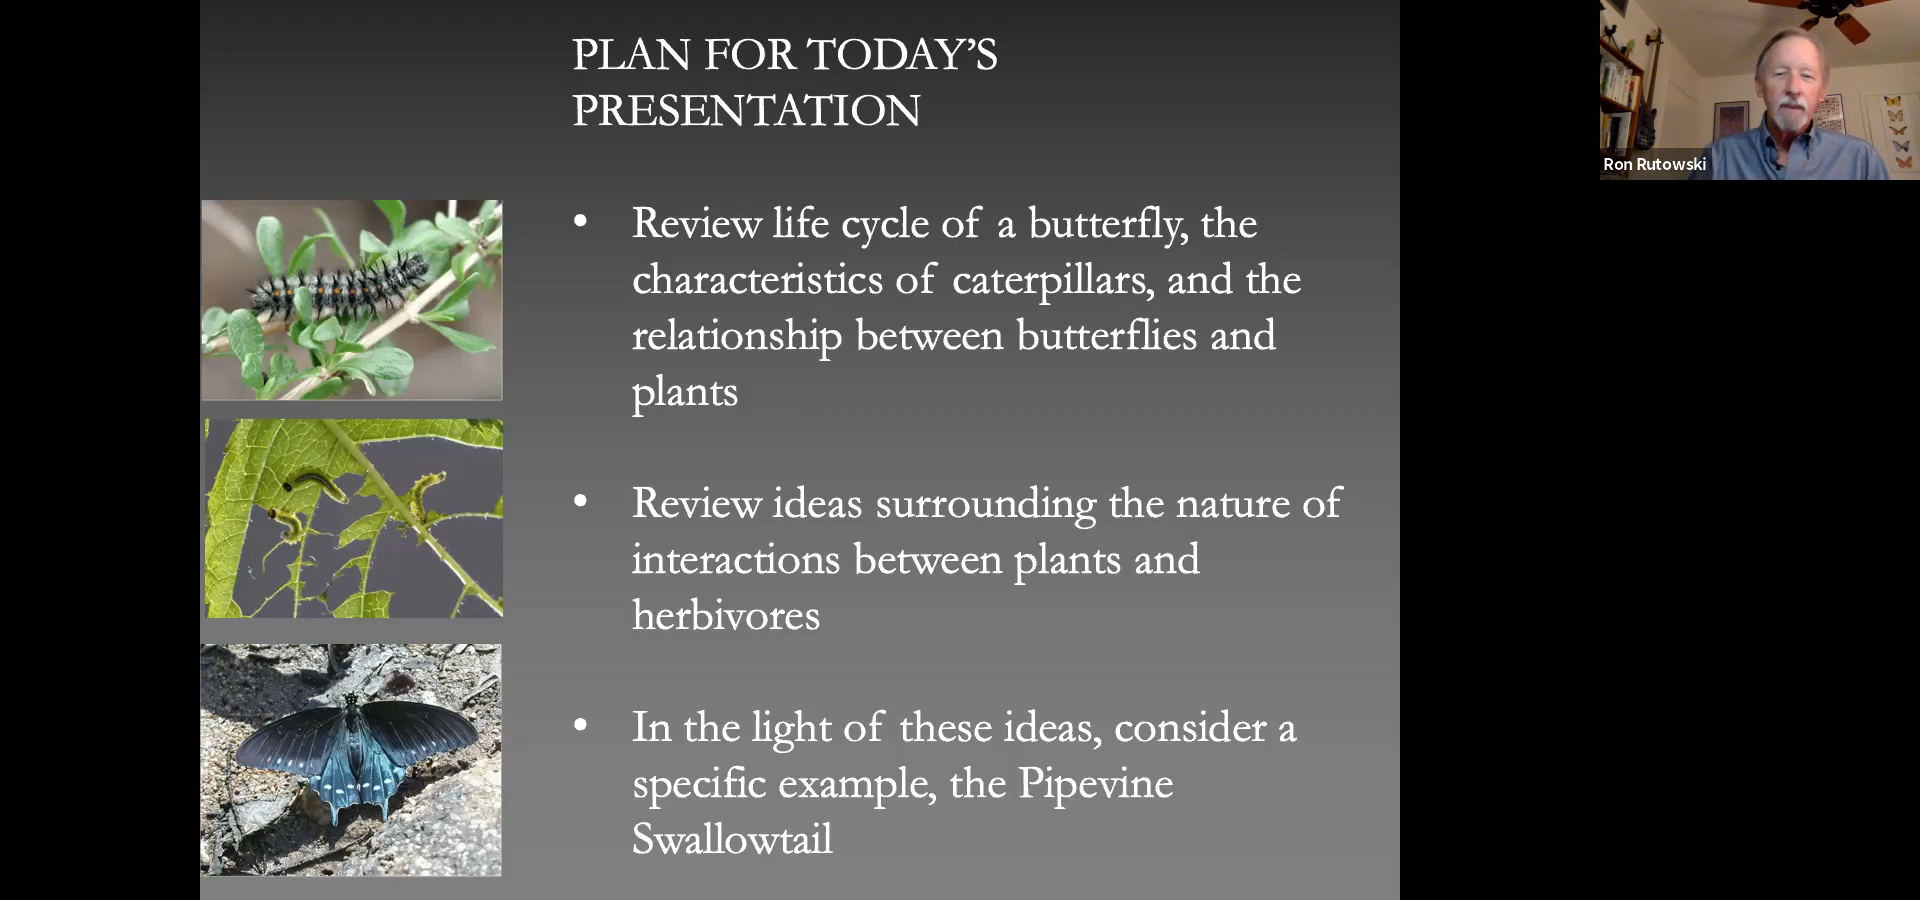 PLAN FOR TODAY’S
PRESENTATION
• Review life cycle of a butterfly, the
characteristics of caterpillars, and the
relationship between butterflies and
plants
• Review ideas surrounding the nature of
interactions between plants and
herbivores
• In the light of these ideas, consider a
specific example, the Pipevine
Swallowtail
Ron Rutowski